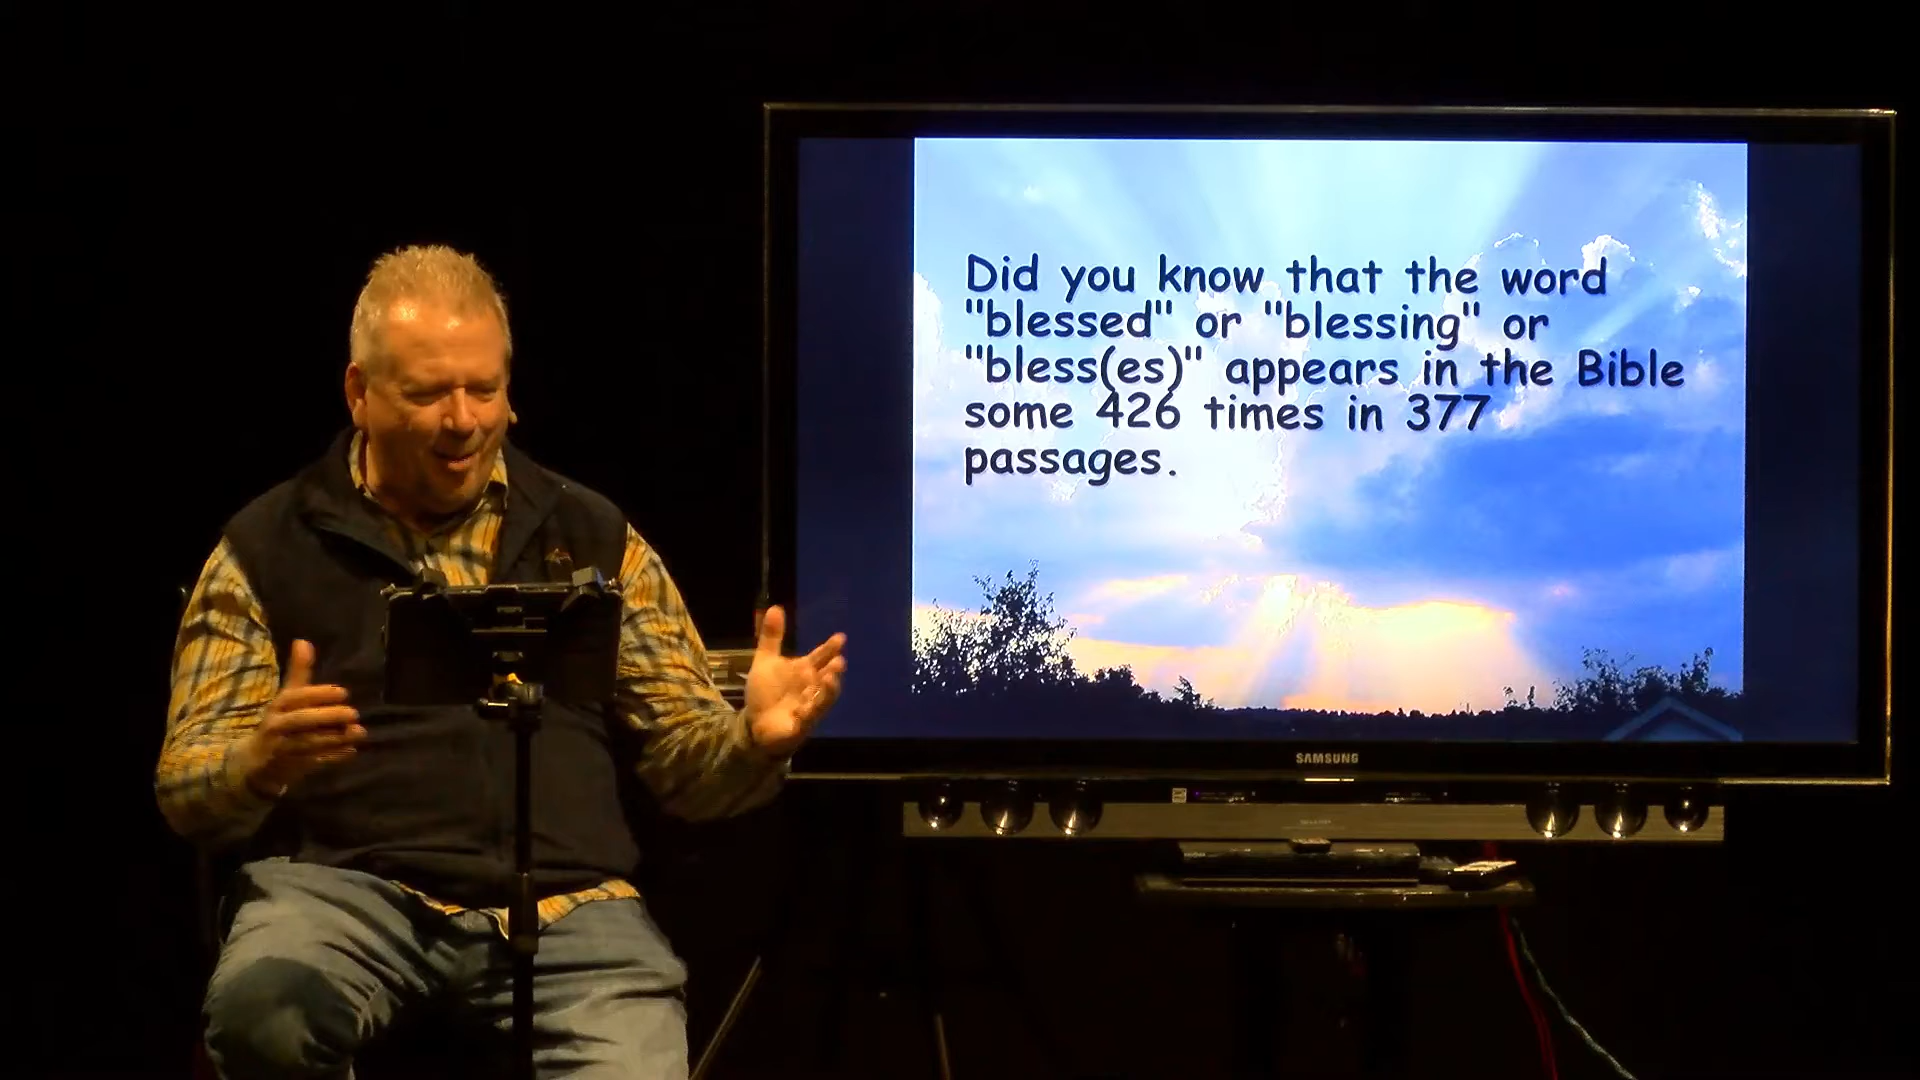 Did you know that the word
"blessed" or "blessing" or
"bless(es)" appears in the Bible
some 426 times in 377
passages.
SAMSUNG